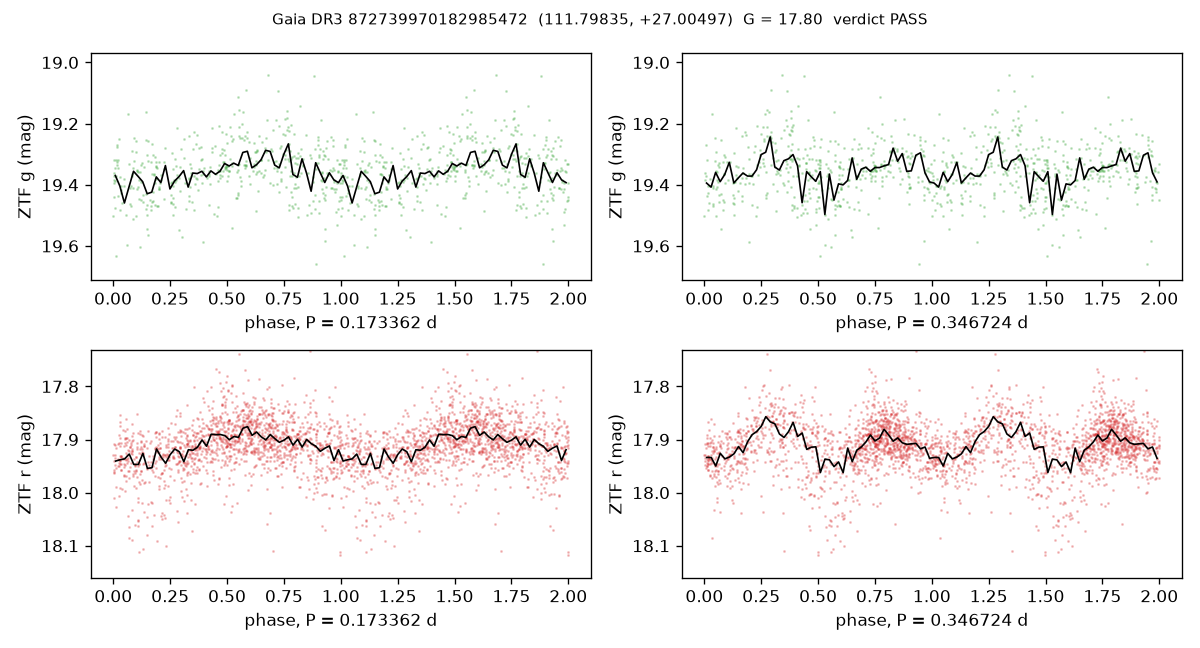 Gaia DR3 872739970182985472  (111.79835, +27.00497)  G = 17.80  verdict PASS
ZTF g (mag)
19.0
19.2
19.4
19.6
0.00 0.25 0.50 0.75 1.00 1.25 1.50 1.75 2.00
phase, P = 0.173362 d
ZTF g (mag)
19.0
19.2
19.4
19.6
0.00 0.25 0.50 0.75 1.00 1.25 1.50 1.75 2.00
phase, P = 0.346724 d
ZTF r (mag)
17.8
17.9
18.0
18.1
0.00 0.25 0.50 0.75 1.00 1.25 1.50 1.75 2.00
phase, P = 0.173362 d
ZTF r (mag)
17.8
17.9
18.0
18.1
0.00 0.25 0.50 0.75 1.00 1.25 1.50 1.75 2.00
phase, P = 0.346724 d